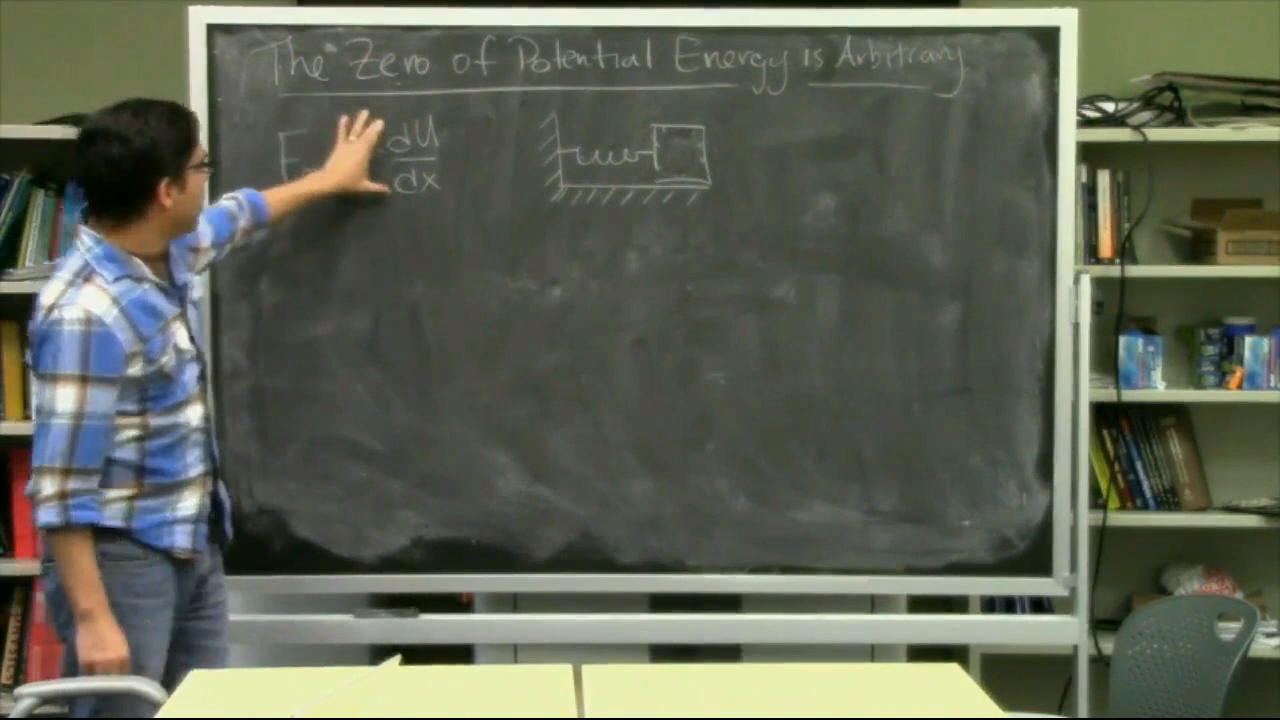 The Zero of Potential Energy is Arbitrary
F dU
dx